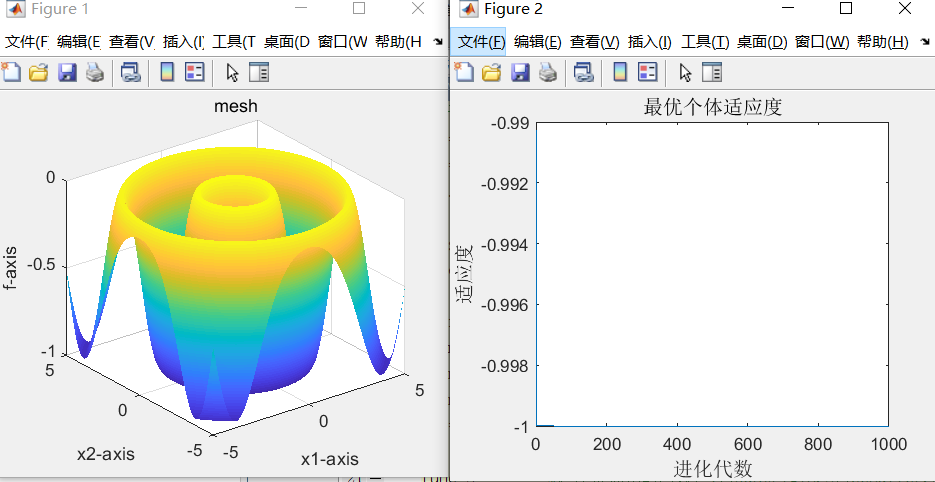 Figure 1
文件(F 编辑(E 查看(V 插入(I 工具(T 桌面(D 窗口(W 帮助(H
mesh
0
-0.5
-1
f-axis
5
0
-5
x2-axis
-5
0
5
x1-axis
Figure 2
文件(F) 编辑(E) 查看(V) 插入(I) 工具(T) 桌面(D) 窗口(W) 帮助(H)
最优个体适应度
-0.99
-0.992
-0.994
-0.996
-0.998
-1
适应度
0 200 400 600 800 1000
进化代数